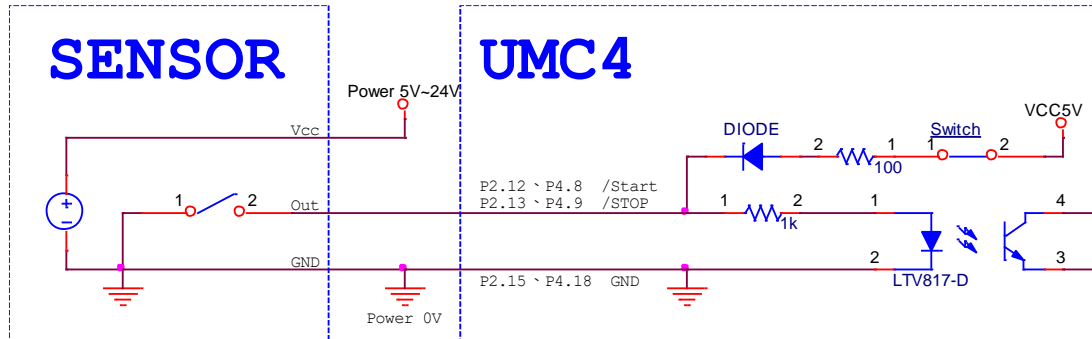 SENSOR
UMC4
Power 5V~24V
VCC5V
Vcc
DIODE
Switch
2
1
1
2
100
P2.12、P4.8 /Start
1
2
Out
P2.13、P4.9 /STOP
1
2
1
4
1k
+
−
GND
2
3
P2.15、P4.18 GND
LTV817-D
Power 0V